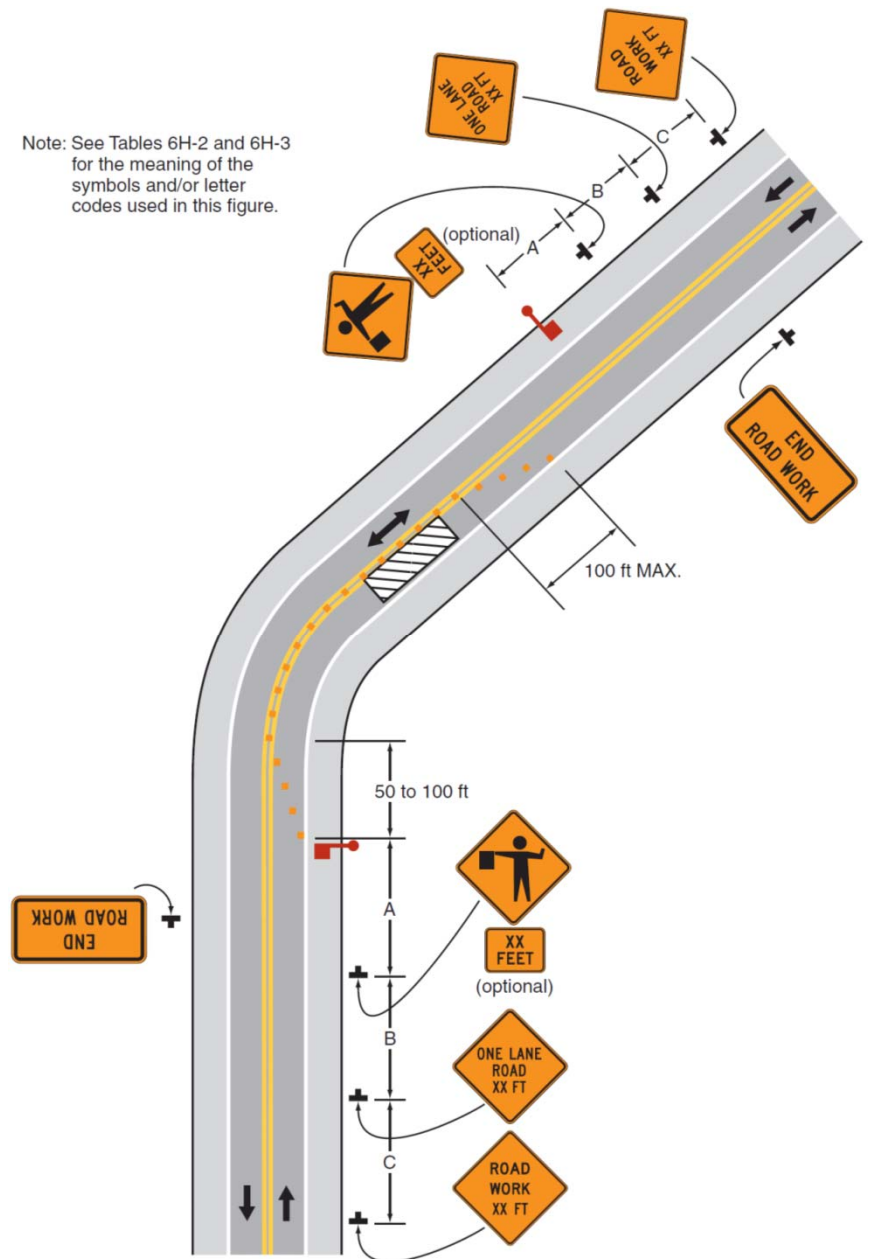 ROAD
WORK
XX FT
ONE LANE
ROAD
XX FT
Note: See Tables 6H-2 and 6H-3
for the meaning of the
symbols and/or letter
codes used in this figure.
C
B
(optional)
A
XX
FEET
END
ROAD WORK
100 ft MAX.
50 to 100 ft
A
END
ROAD WORK
XX
FEET
(optional)
B
ONE LANE
ROAD
XX FT
C
ROAD
WORK
XX FT